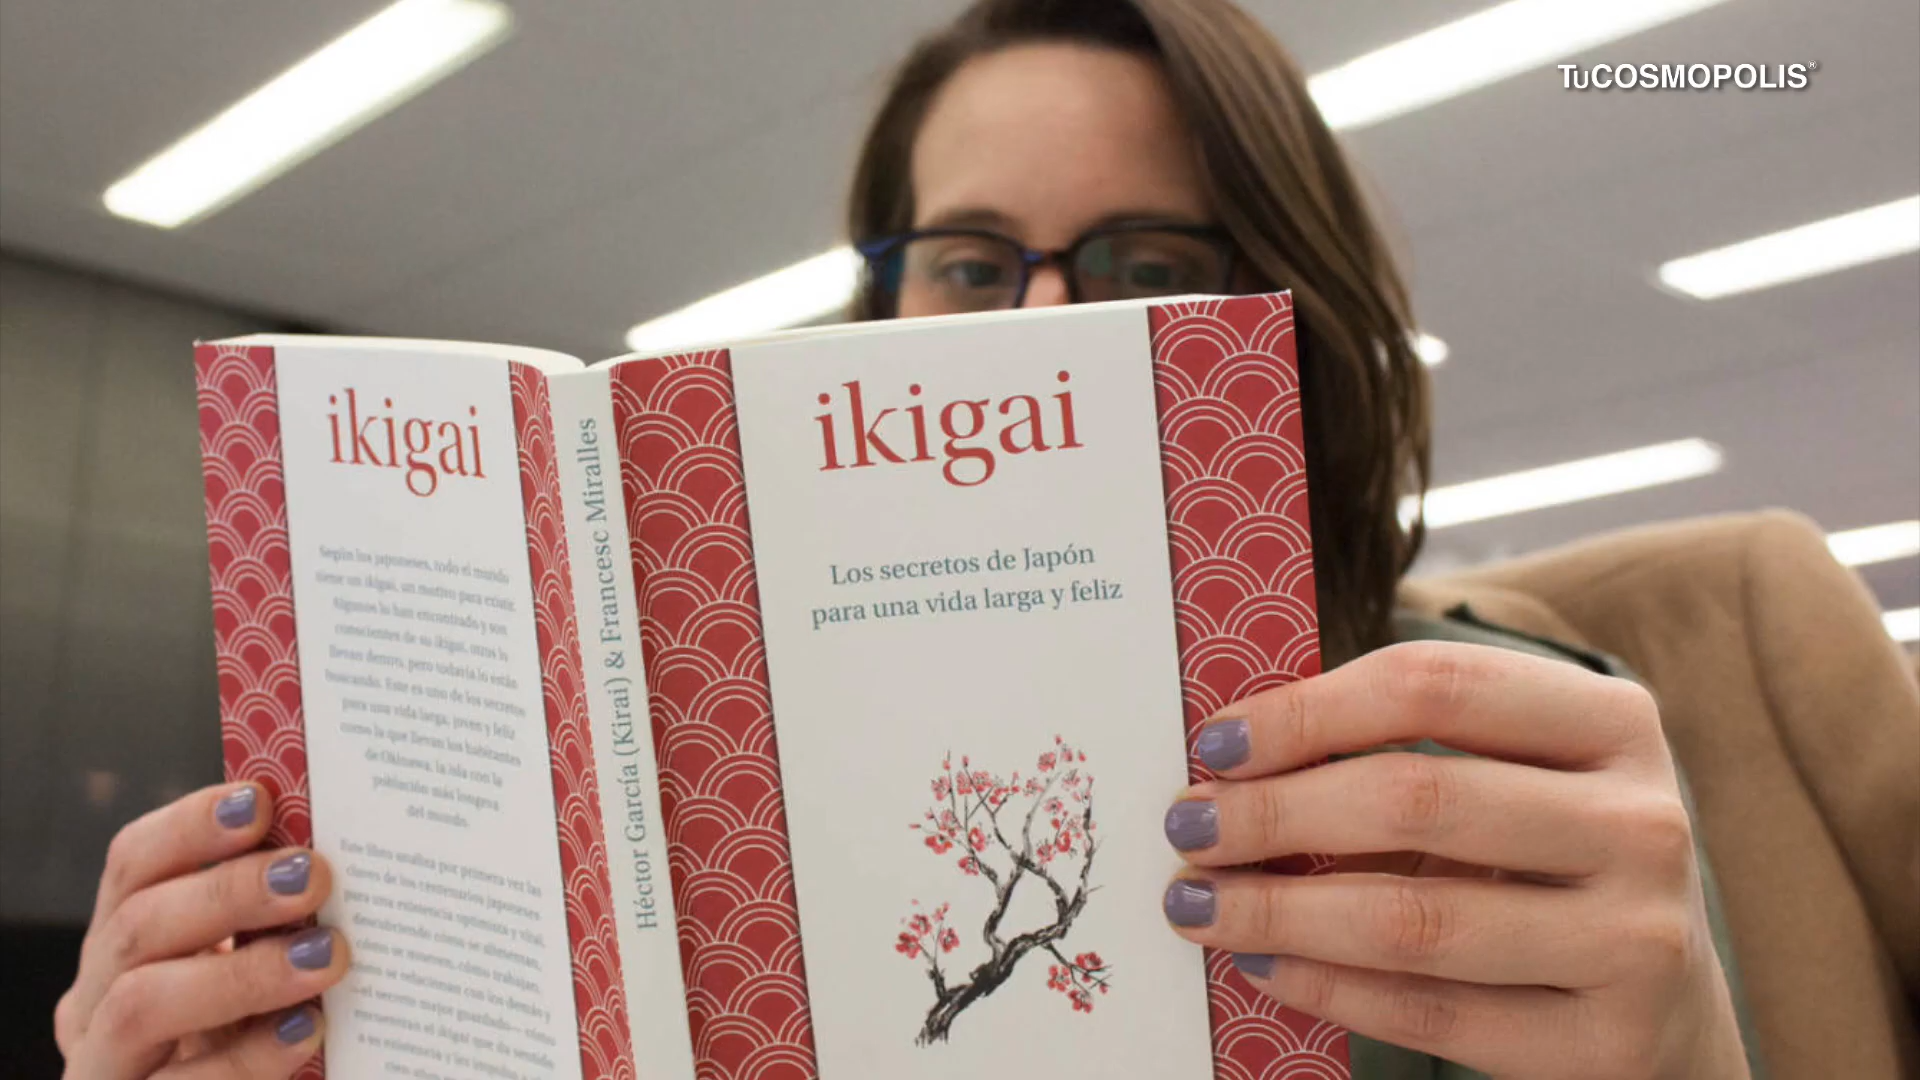 TuCOSMOPOLIS®
ikigai
Según los japoneses, todo el mundo
tiene un ikigai, un motivo para existir.
Algunos lo han encontrado y son
conscientes de su ikigai, otros lo
llevan dentro, pero todavía lo están
buscando. Este es uno de los secretos
para una vida larga, joven y feliz
como la que llevan los habitantes
de Okinawa, la isla con la
población más longeva
del mundo.
Este libro analiza por primera vez las
claves de los centenarios japoneses
para una existencia optimista y vital,
descubriendo cómo se alimentan,
cómo se mueven, cómo trabajan,
cómo se relacionan con los demás y
—el secreto mejor guardado— cómo
encuentran el ikigai que da sentido
a su existencia y les impulsa a
cien años
Héctor García (Kirai) & Francesc Miralles
ikigai
Los secretos de Japón
para una vida larga y feliz